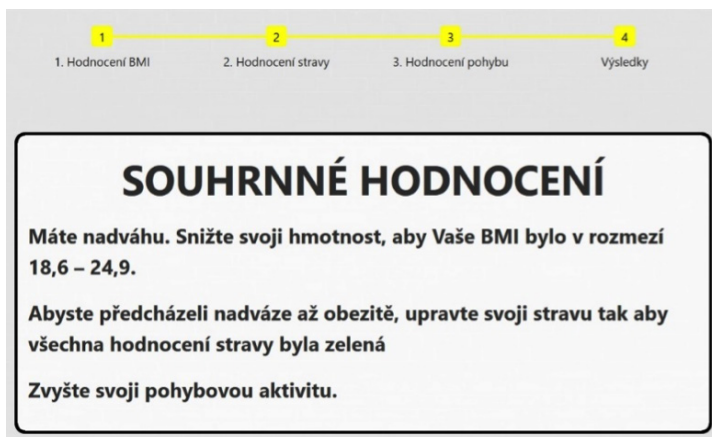 1
2
3
4
1. Hodnocení BMI
2. Hodnocení stravy
3. Hodnocení pohybu
Výsledky
SOUHRNNÉ HODNOCENÍ
Máte nadváhu. Snižte svoji hmotnost, aby Vaše BMI bylo v rozmezí
18,6 – 24,9.
Abyste předcházeli nadváze až obezitě, upravte svoji stravu tak aby
všechna hodnocení stravy byla zelená
Zvyšte svoji pohybovou aktivitu.